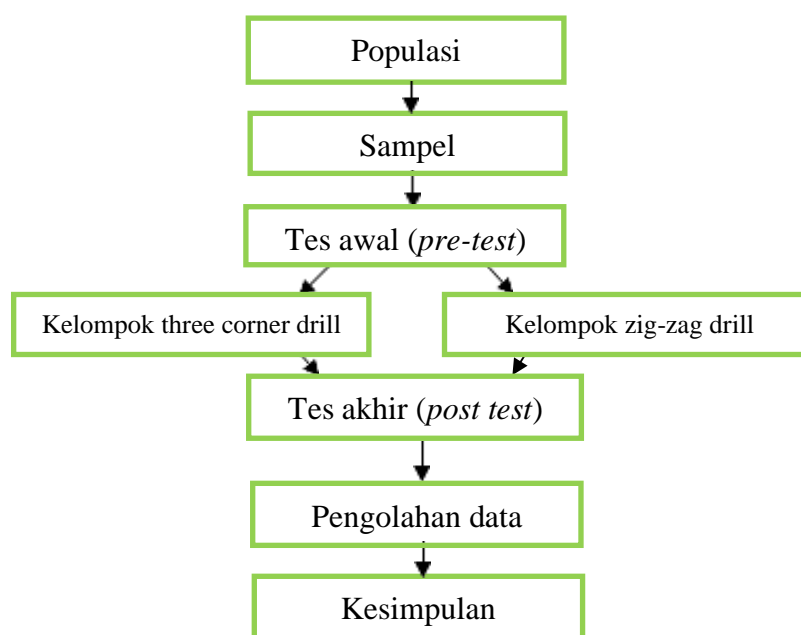 Populasi
Sampel
Tes awal (pre-test)
Kelompok three corner drill
Kelompok zig-zag drill
Tes akhir (post test)
Pengolahan data
Kesimpulan